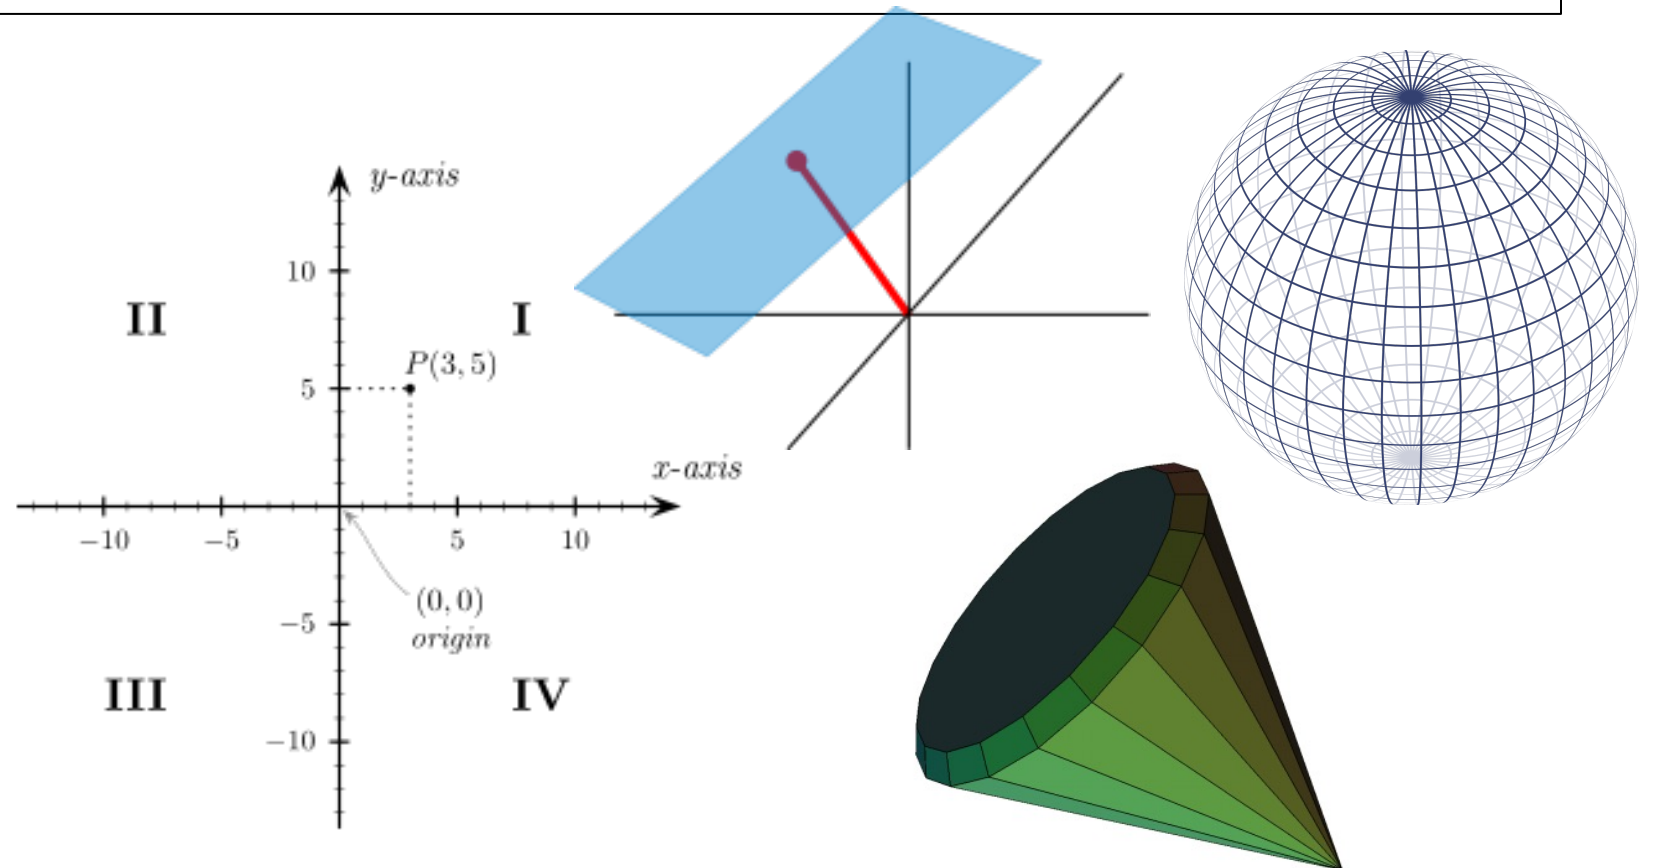 y-axis
10
II
I
P(3, 5)
5
x-axis
−10
−5
5
10
(0, 0)
−5
origin
III
IV
−10